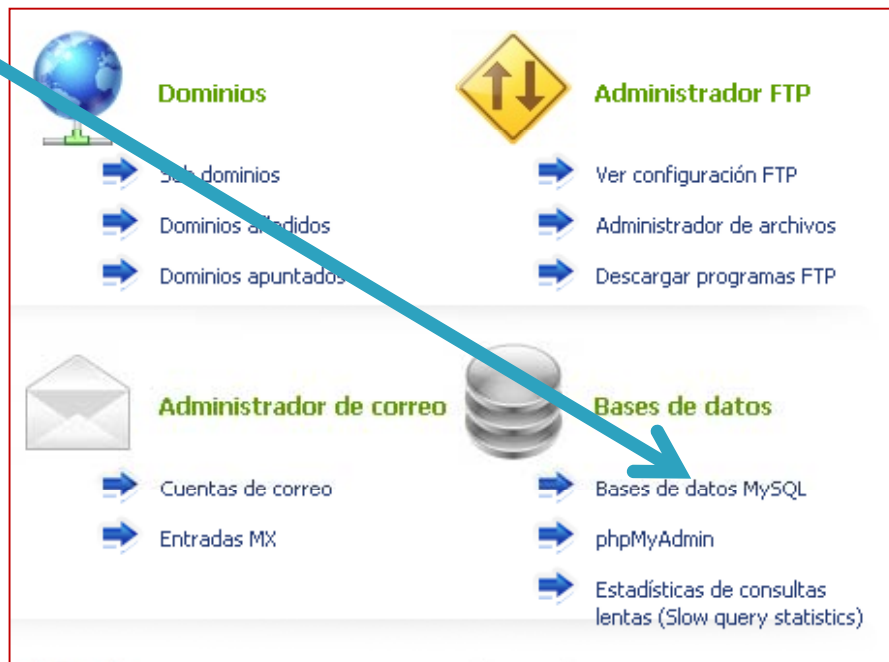 Dominios
Sub dominios
Dominios añadidos
Dominios apuntados
Administrador FTP
Ver configuración FTP
Administrador de archivos
Descargar programas FTP
Administrador de correo
Cuentas de correo
Entradas MX
Bases de datos
Bases de datos MySQL
phpMyAdmin
Estadísticas de consultas
lentas (Slow query statistics)